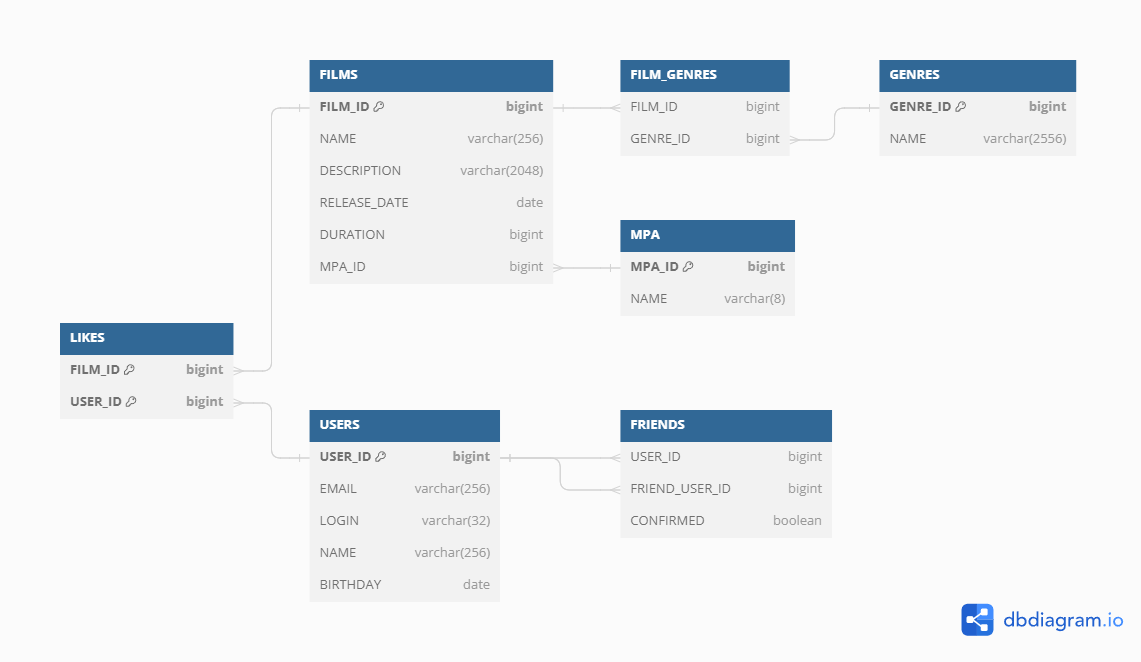 FILMS
FILM_ID bigint
NAME varchar(256)
DESCRIPTION varchar(2048)
RELEASE_DATE date
DURATION bigint
MPA_ID bigint
FILM_GENRES
FILM_ID bigint
GENRE_ID bigint
GENRES
GENRE_ID bigint
NAME varchar(2556)
MPA
MPA_ID bigint
NAME varchar(8)
LIKES
FILM_ID bigint
USER_ID bigint
USERS
USER_ID bigint
EMAIL varchar(256)
LOGIN varchar(32)
NAME varchar(256)
BIRTHDAY date
FRIENDS
USER_ID bigint
FRIEND_USER_ID bigint
CONFIRMED boolean
dbdiagram.io